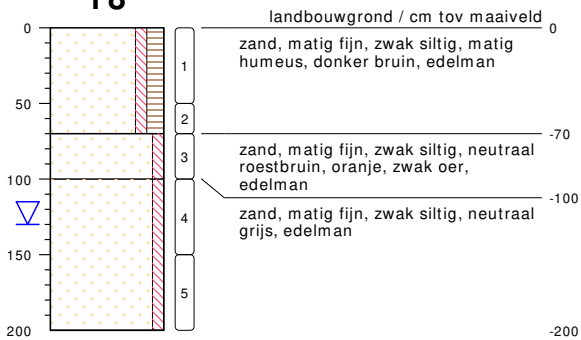 landbouwgrond / cm tov maaiveld
0
0
zand, matig fijn, zwak siltig, matig
humeus, donker bruin, edelman
1
50
2
-70
zand, matig fijn, zwak siltig, neutraal
roestbruin, oranje, zwak oer,
edelman
3
100
-100
zand, matig fijn, zwak siltig, neutraal
grijs, edelman
4
150
5
200
-200